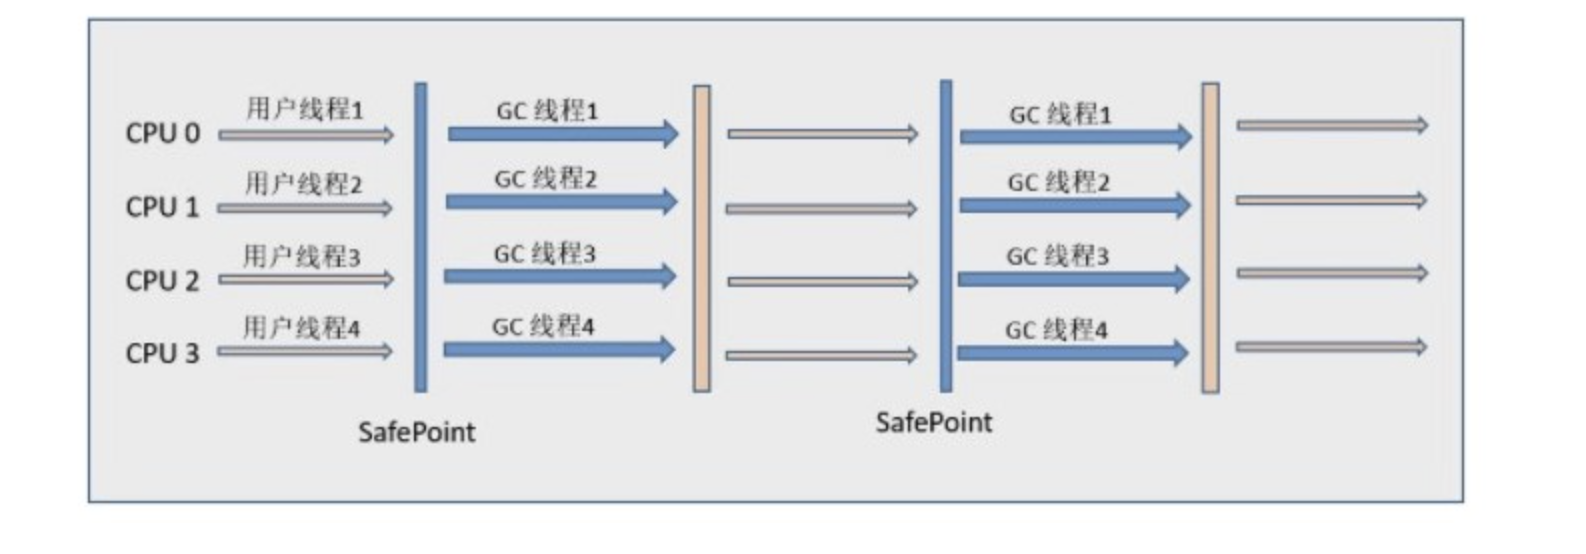 用户线程1 GC 线程1 GC 线程1
CPU 0
用户线程2 GC 线程2 GC 线程2
CPU 1
用户线程3 GC 线程3 GC 线程3
CPU 2
用户线程4 GC 线程4 GC 线程4
CPU 3
SafePoint SafePoint